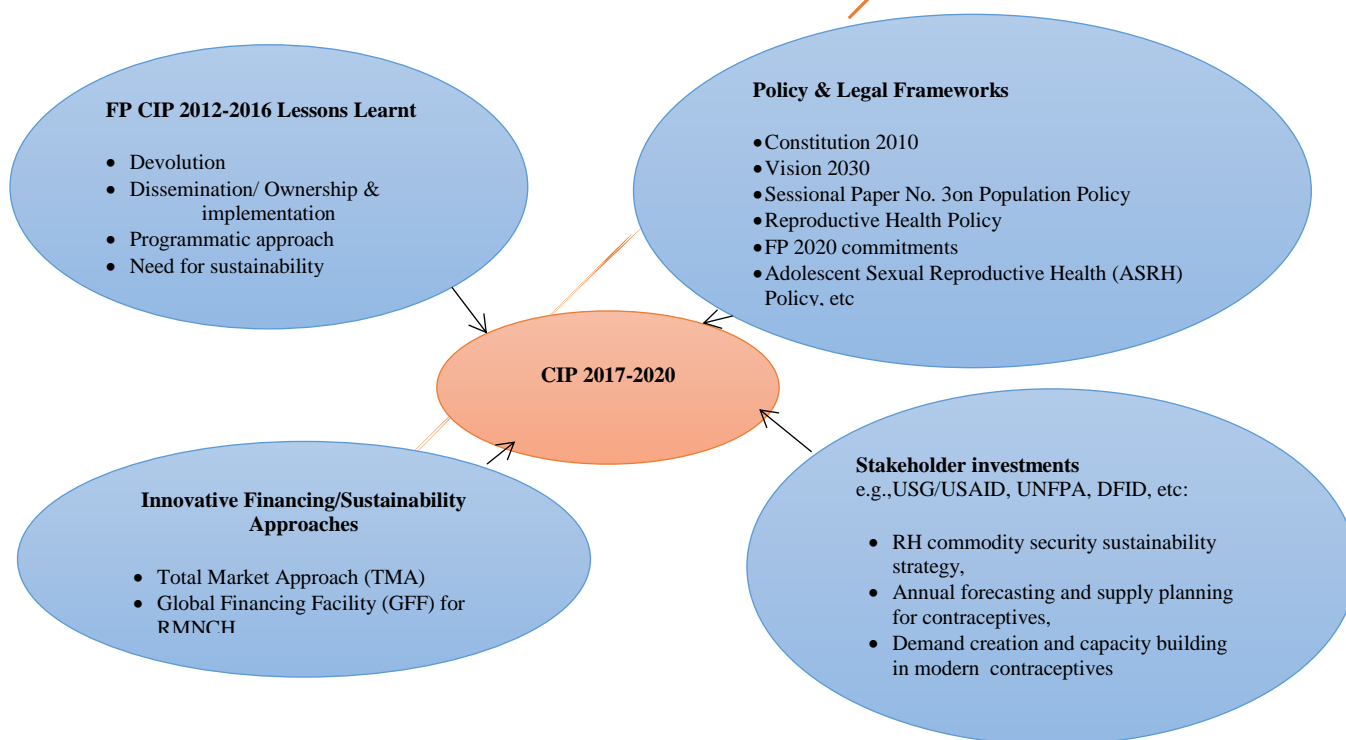 FP CIP 2012-2016 Lessons Learnt
• Devolution
• Dissemination/ Ownership &
implementation
• Programmatic approach
• Need for sustainability
Policy & Legal Frameworks
•Constitution 2010
•Vision 2030
•Sessional Paper No. 3on Population Policy
•Reproductive Health Policy
•FP 2020 commitments
•Adolescent Sexual Reproductive Health (ASRH)
Policy, etc
CIP 2017-2020
Innovative Financing/Sustainability
Approaches
• Total Market Approach (TMA)
• Global Financing Facility (GFF) for
RMNCH
Stakeholder investments
e.g.,USG/USAID, UNFPA, DFID, etc:
• RH commodity security sustainability
strategy,
• Annual forecasting and supply planning
for contraceptives,
• Demand creation and capacity building
in modern contraceptives